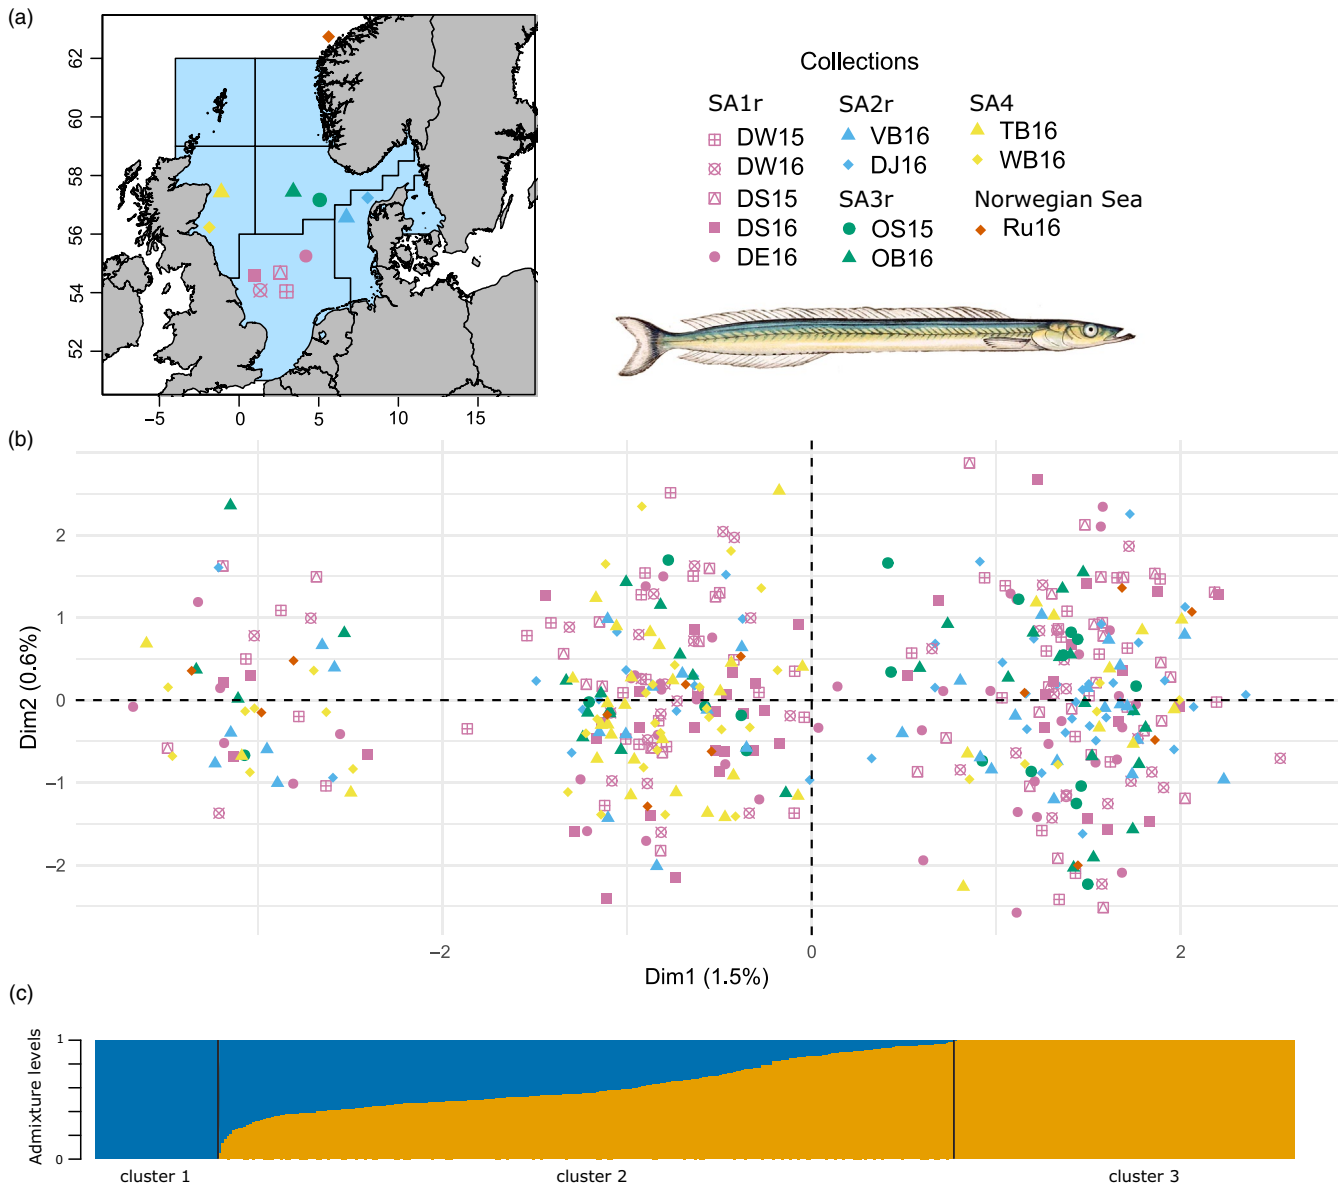 (a)
62
60
58
56
54
52
−5
0
5
10
15
Collections
SA1r
DW15
DW16
DS15
DS16
DE16
SA2r
VB16
DJ16
SA3r
OS15
OB16
SA4
TB16
WB16
Norwegian Sea
Ru16
(b)
Dim2 (0.6%)
2
1
0
−1
−2
−2
0
2
Dim1 (1.5%)
(c)
Admixture levels
1
0
cluster 1
cluster 2
cluster 3